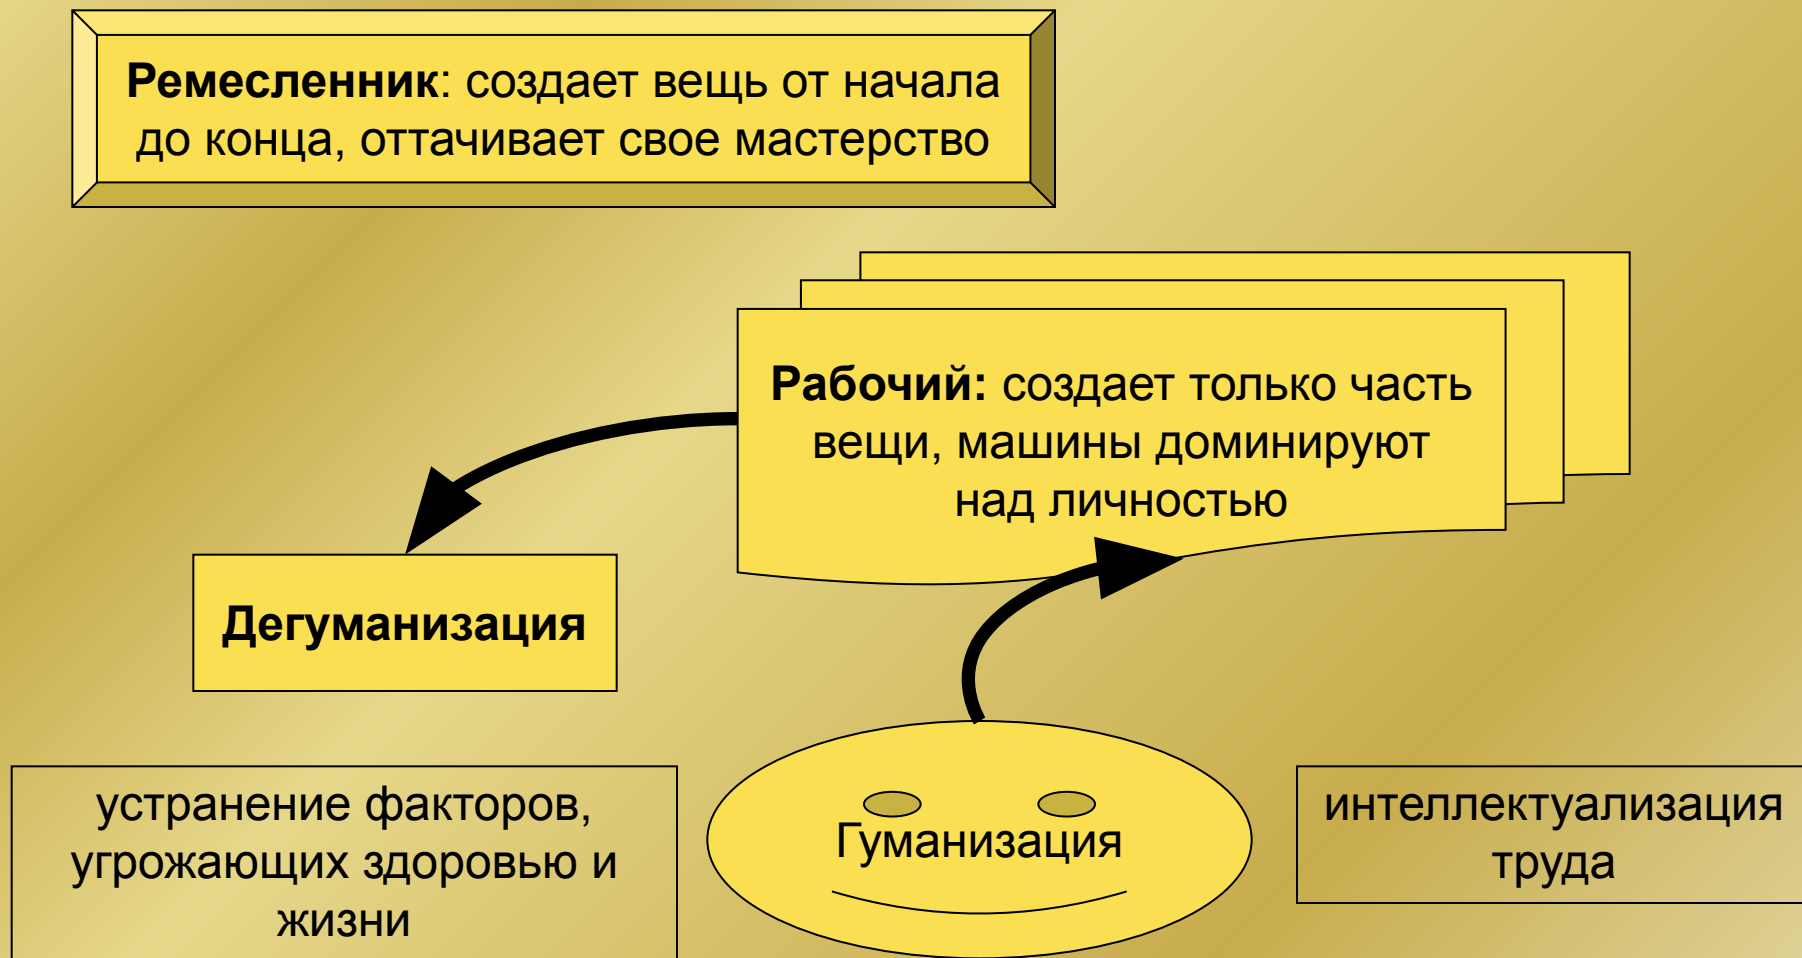 Ремесленник: создает вещь от начала
до конца, оттачивает свое мастерство
Рабочий: создает только часть
вещи, машины доминируют
над личностью
Дегуманизация
устранение факторов,
угрожающих здоровью и
жизни
Гуманизация
интеллектуализация
труда